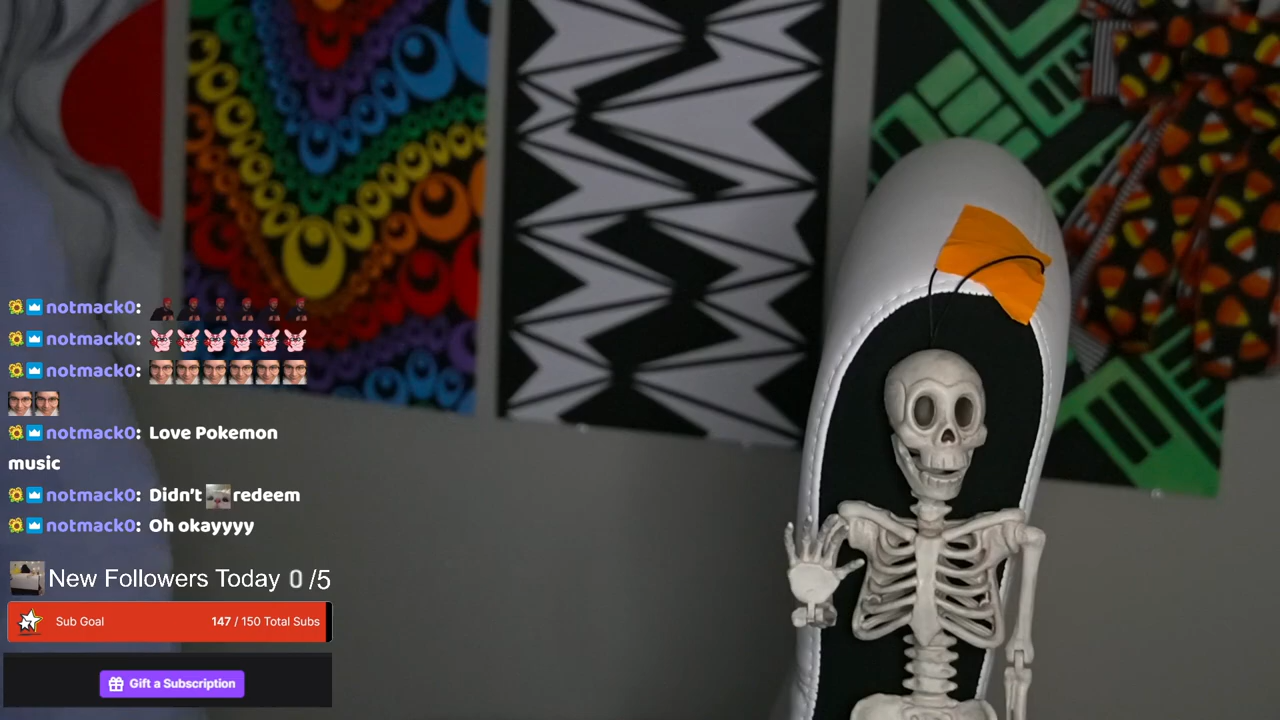 notmack0:
notmack0:
notmack0:
notmack0: Love Pokemon
music
notmack0: Didn't redeem
notmack0: Oh okayyyy
New Followers Today 0 /5
Sub Goal 147 / 150 Total Subs
Gift a Subscription